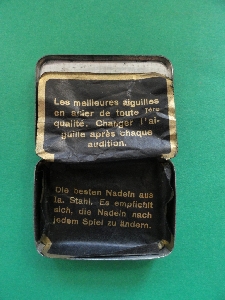 Les meilleures aiguilles
en acier de toute 1ère
qualité. Changer l'ai-
guille après chaque
audition.
Die besten Nadeln aus
Ia. Stahl. Es empfiehlt
sich, die Nadeln nach
jedem Spiel zu ändern.